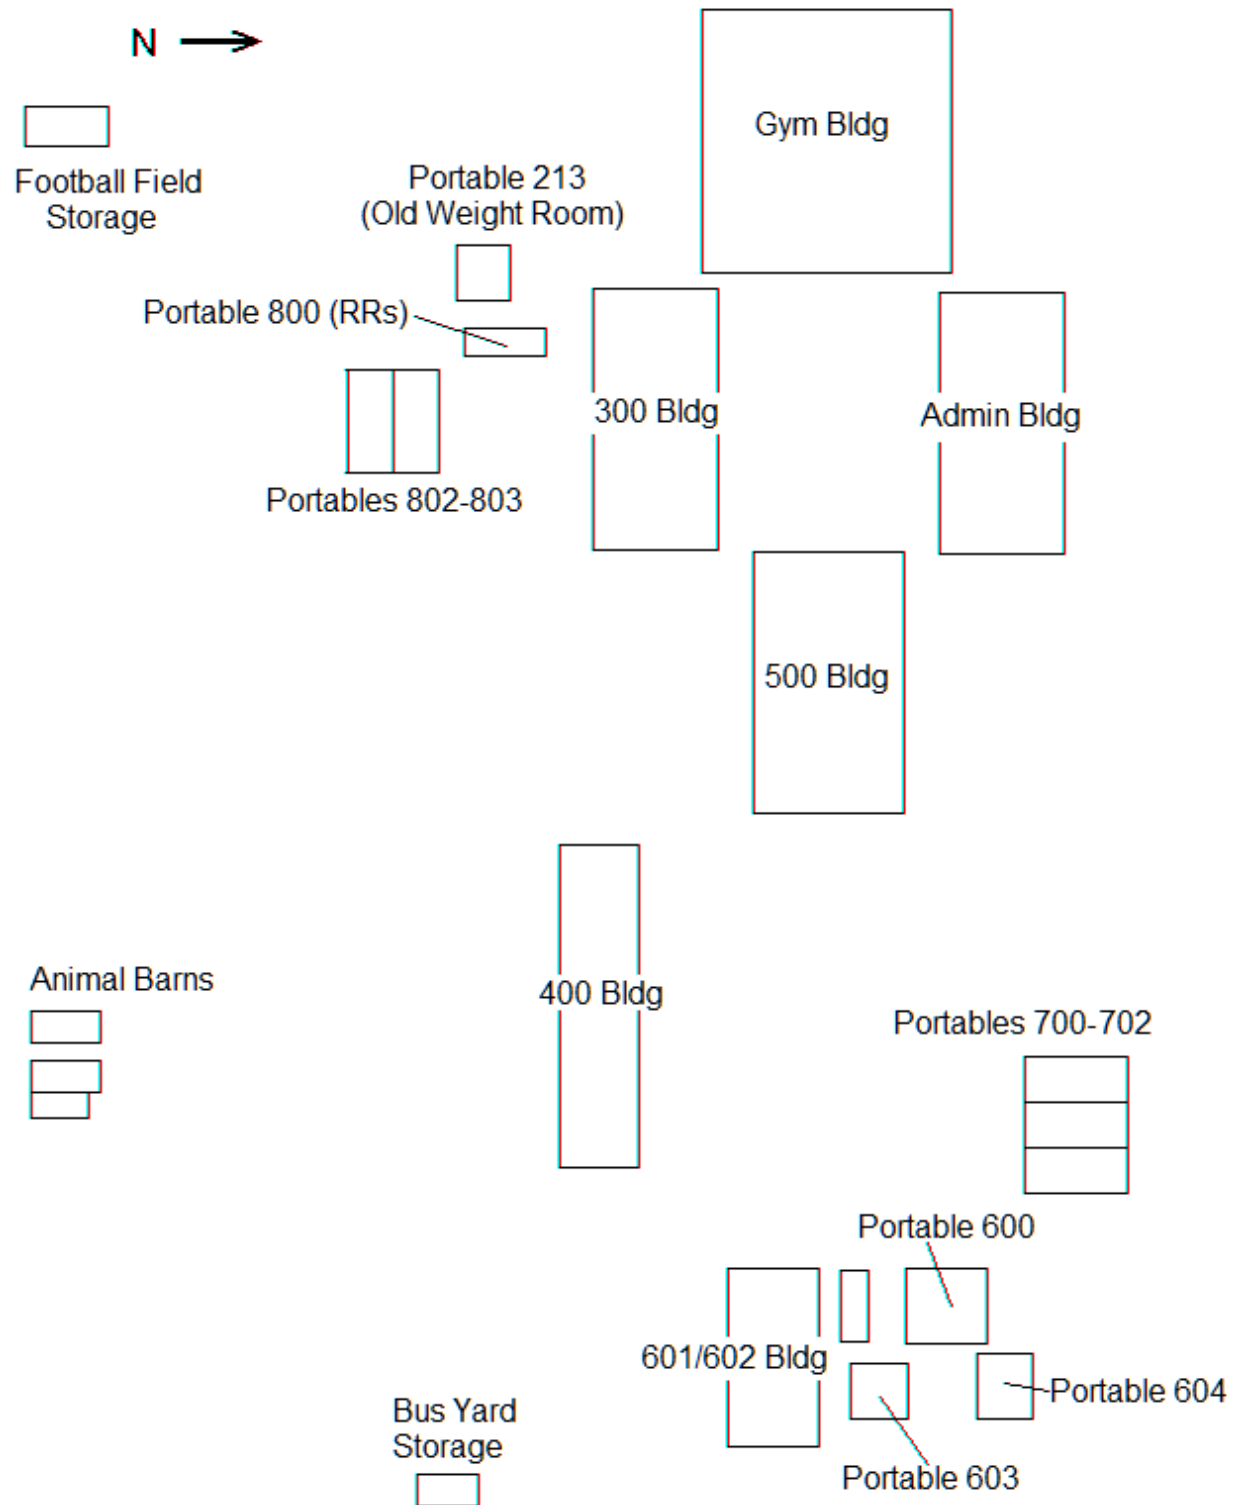 N
Gym Bldg
Football Field
Storage
Portable 213
(Old Weight Room)
Portable 800 (RRs)
300 Bldg
Admin Bldg
Portables 802-803
500 Bldg
Animal Barns
400 Bldg
Portables 700-702
Portable 600
601/602 Bldg
Portable 604
Bus Yard
Storage
Portable 603